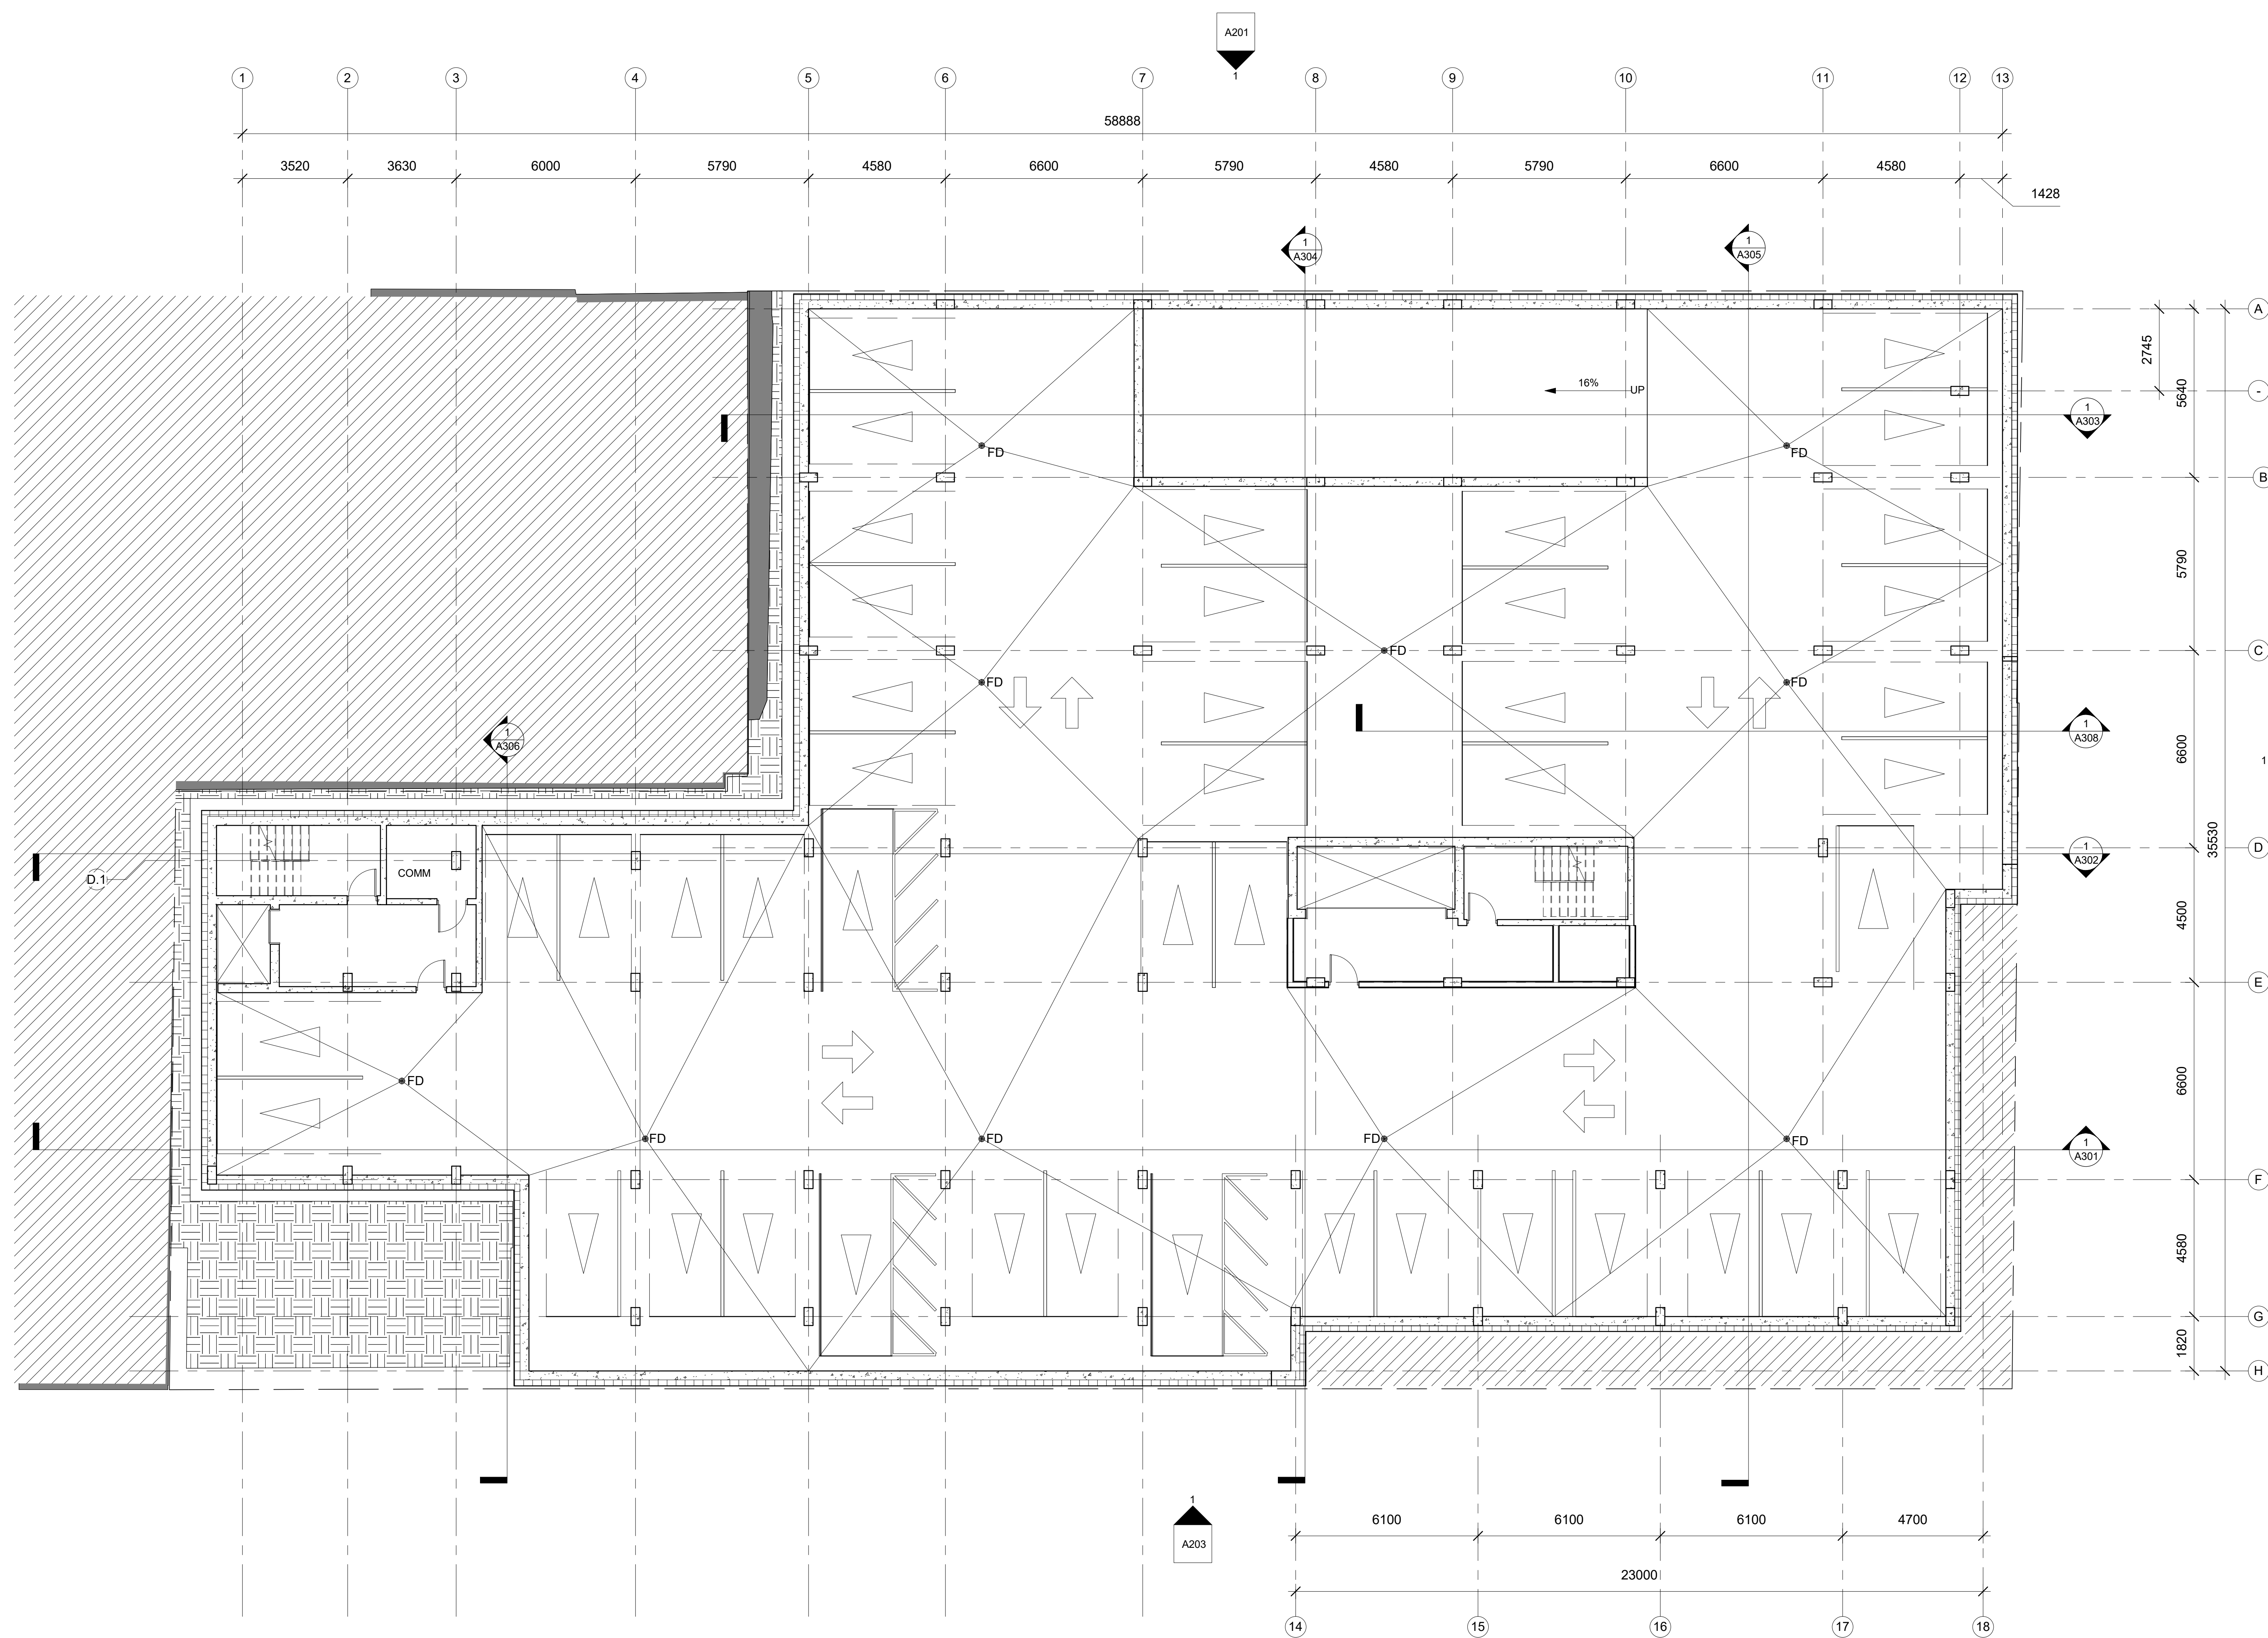 A201
1
1 2 3 4 5 6 7 8 9 10 11 12 13
58888
3520 3630 6000 5790 4580 6600 5790 4580 5790 6600 4580
1428
1
A304
1
A305
A
2745
5640
16% UP
-
1
A303
FD FD
B
5790
FD C
FD FD
1
A306
1
A308
6600
1
35530
D
1
A302
COMM
D.1
4500
E
FD
6600
FD FD FD FD
1
A301
F
4580
G
1820
H
1
A203
6100 6100 6100 4700
23000
14 15 16 17 18